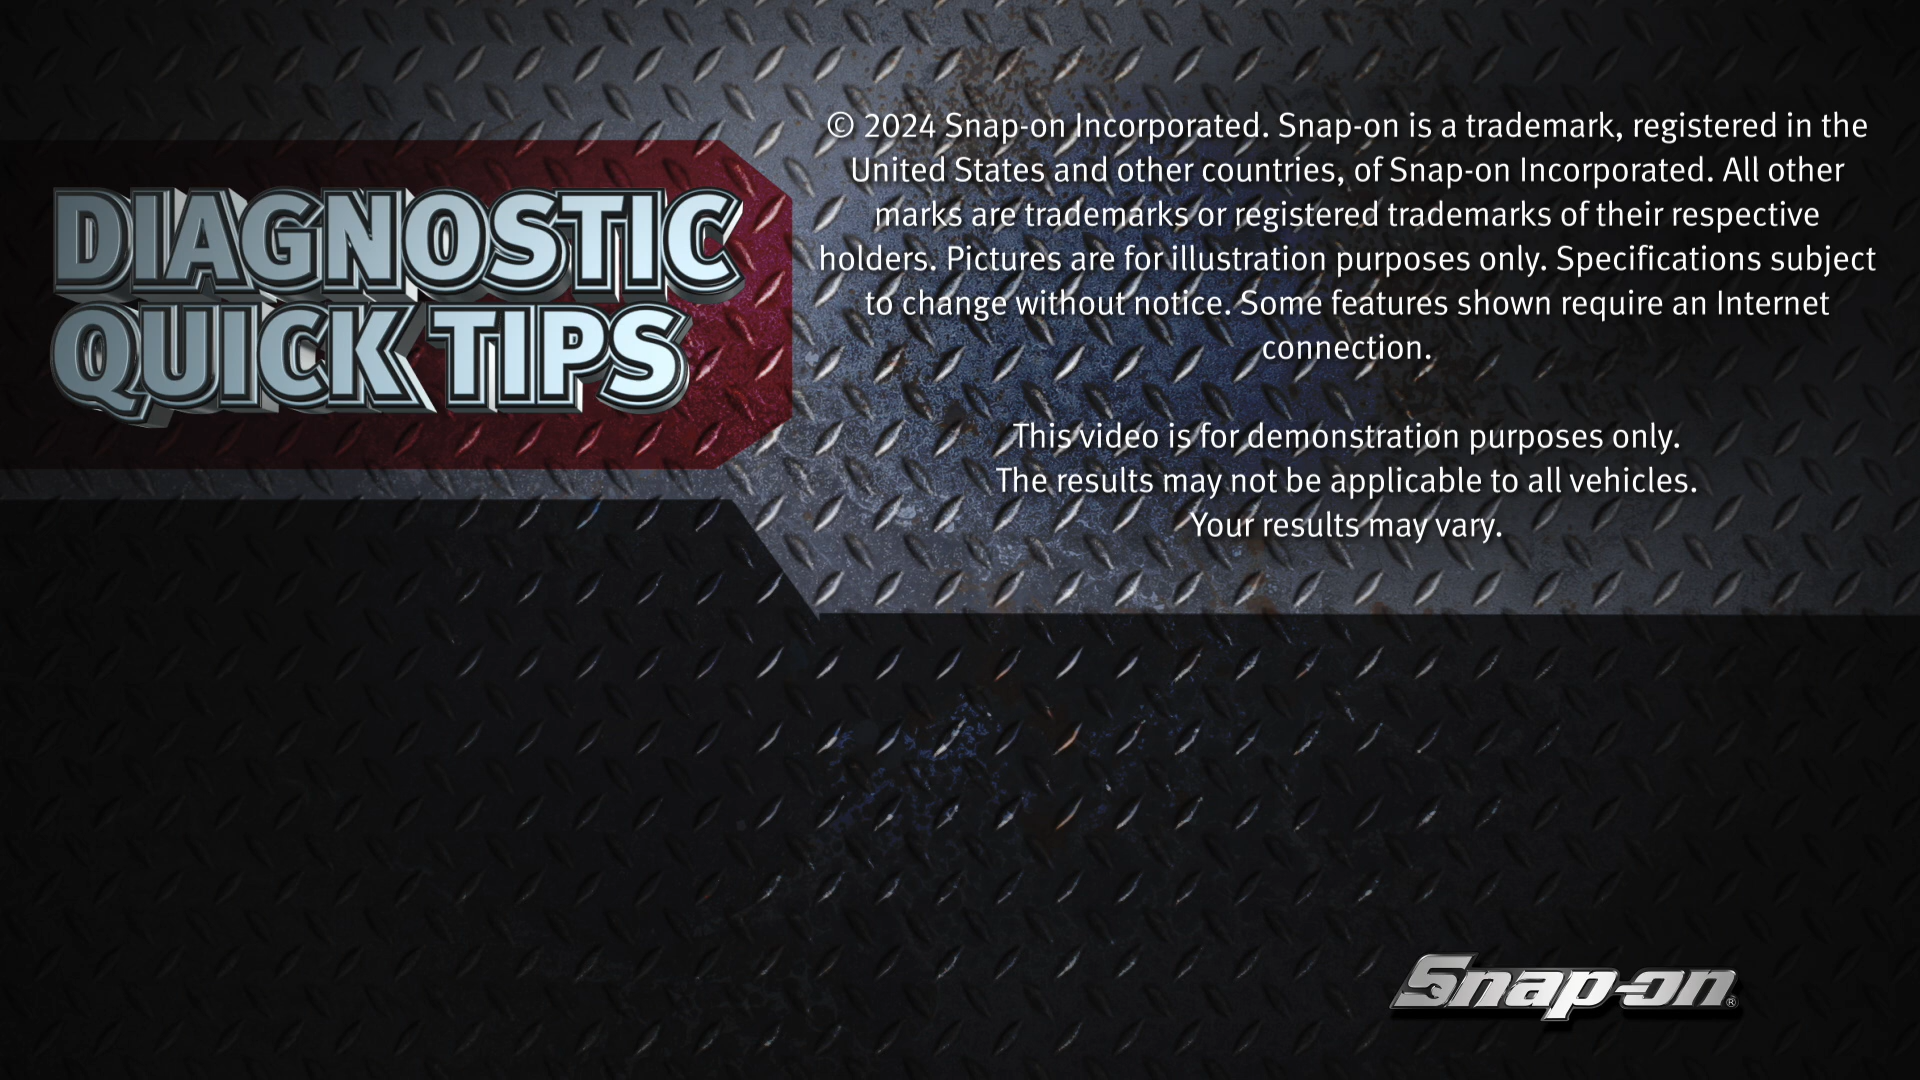 DIAGNOSTIC
QUICK TIPS
© 2024 Snap-on Incorporated. Snap-on is a trademark, registered in the
United States and other countries, of Snap-on Incorporated. All other
marks are trademarks or registered trademarks of their respective
holders. Pictures are for illustration purposes only. Specifications subject
to change without notice. Some features shown require an Internet
connection.
This video is for demonstration purposes only.
The results may not be applicable to all vehicles.
Your results may vary.
Snap-on®